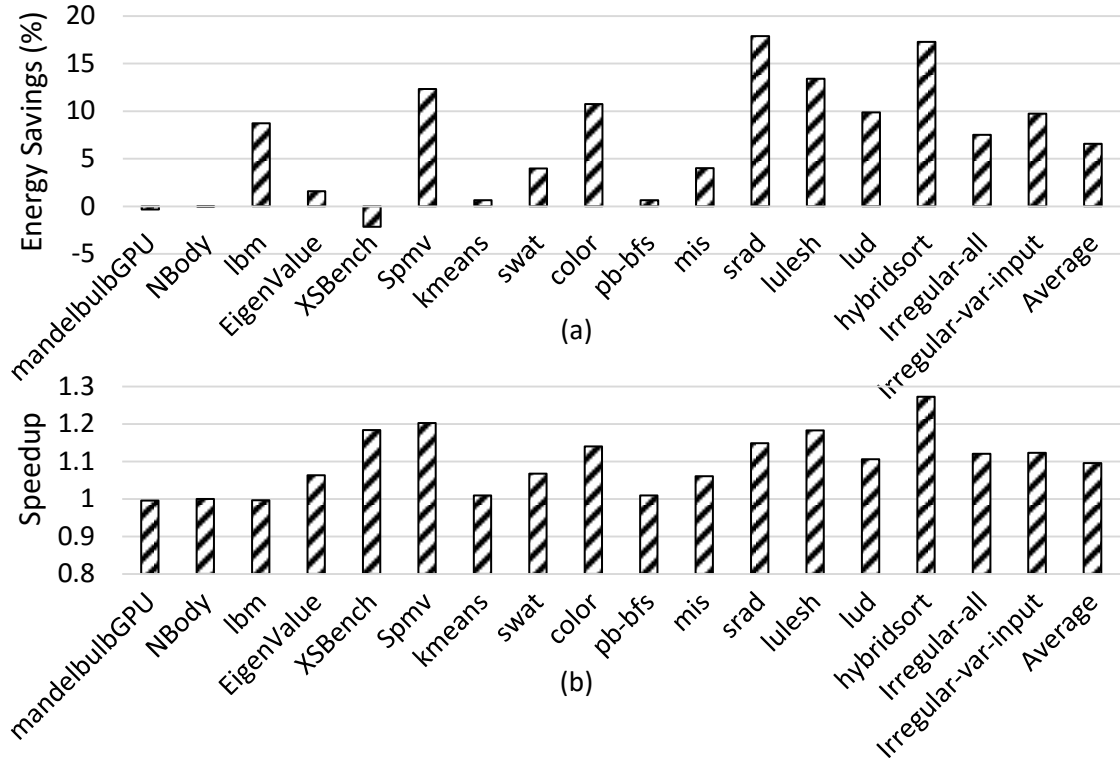 Energy Savings (%)
20
15
10
5
0
-5
mandelbulbGPU
NBody
lbm
EigenValue
XSBench
Spmv
kmeans
swat
color
pb-bfs
mis
srad
lulesh
lud
hybridsort
Irregular-all
Irregular-var-input
Average
(a)
Speedup
1.3
1.2
1.1
1
0.9
0.8
mandelbulbGPU
NBody
lbm
EigenValue
XSBench
Spmv
kmeans
swat
color
pb-bfs
mis
srad
lulesh
lud
hybridsort
Irregular-all
Irregular-var-input
Average
(b)